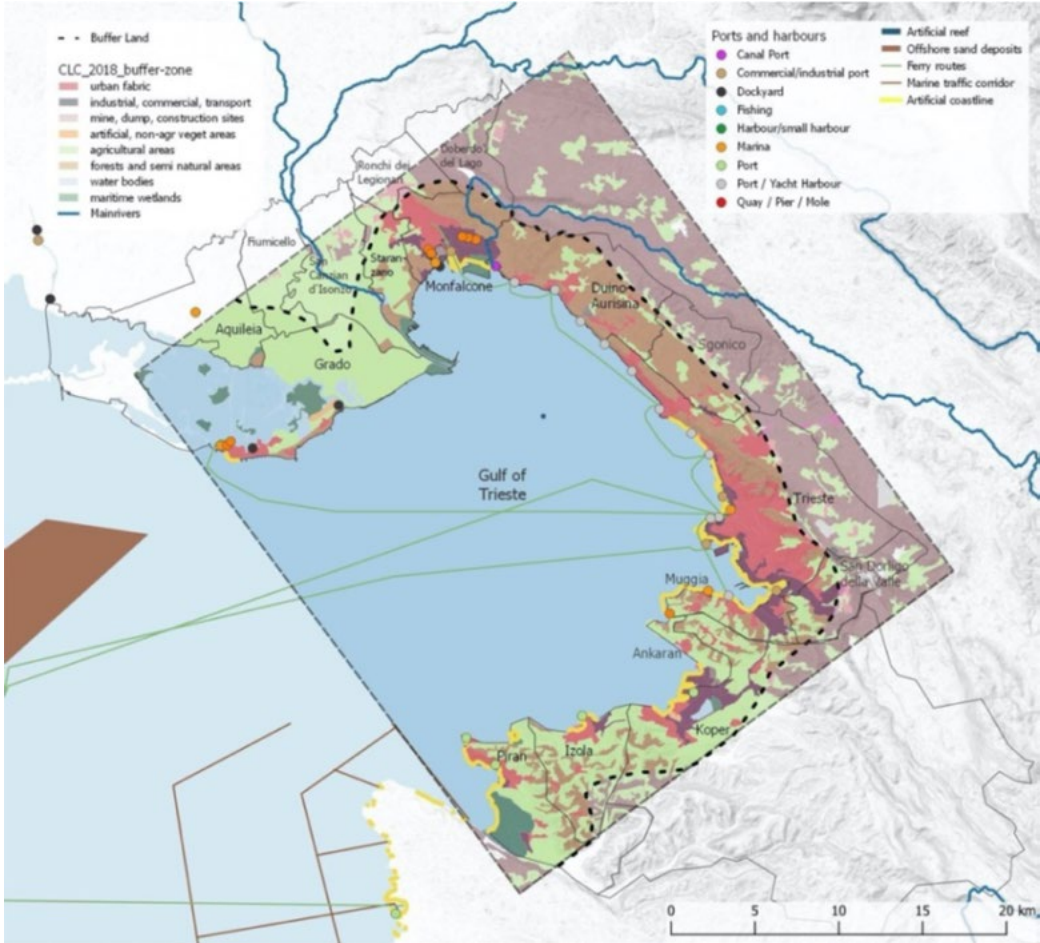 Buffer Land
CLC_2018_buffer-zone
urban fabric
industrial, commercial, transport
mine, dump, construction sites
artificial, non-agr veget areas
agricultural areas
forests and semi natural areas
water bodies
maritime wetlands
Mainrivers
Ports and harbours
Canal Port
Commercial/industrial port
Dockyard
Fishing
Harbour/small harbour
Marina
Port
Port / Yacht Harbour
Quay / Pier / Mole
Artificial reef
Offshore sand deposits
Ferry routes
Marine traffic corridor
Artificial coastline
Doberdò
del Lago
Ronchi dei
Legionari
Fiumicello
San
Canzian
d'Isonzo
Staran-
zano
Monfalcone
Duino-
Aurisina
Aquileia
Grado
Sgonico
Gulf of
Trieste
Trieste
San Dorligo
della Valle
Muggia
Ankaran
Koper
Izola
Piran
0 5 10 15 20 km